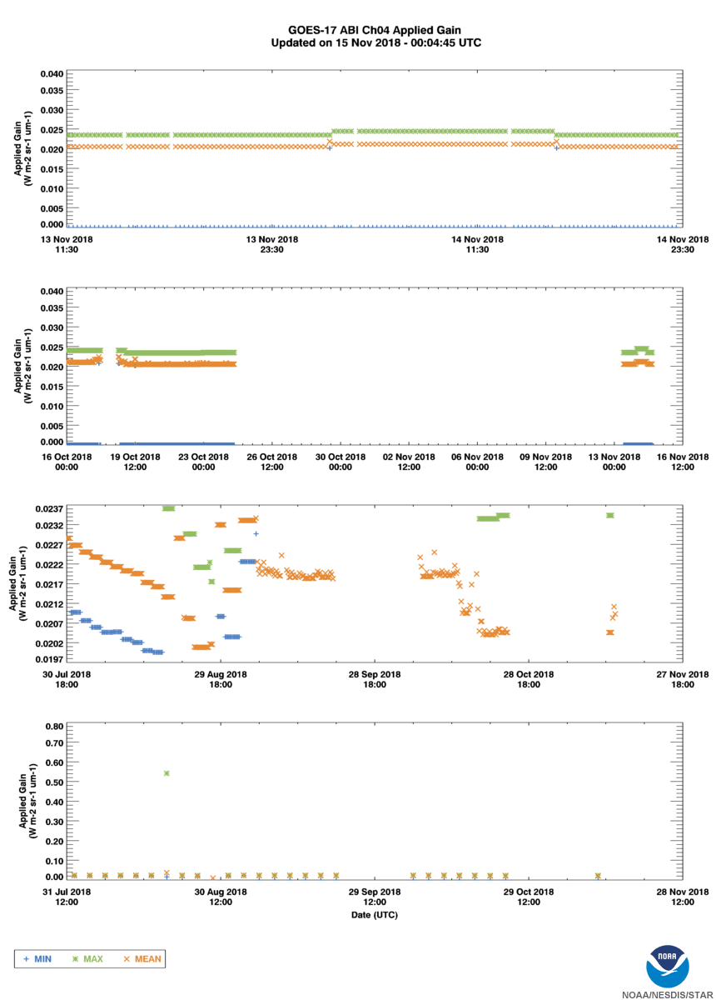 GOES-17 ABI Ch04 Applied Gain
Updated on 15 Nov 2018 - 00:04:45 UTC
Applied Gain
(W m-2 sr-1 um-1)
0.040
0.035
0.030
0.025
0.020
0.015
0.010
0.005
0.000
13 Nov 2018 13 Nov 2018 14 Nov 2018 14 Nov 2018
11:30 23:30 11:30 23:30
Applied Gain
(W m-2 sr-1 um-1)
0.040
0.035
0.030
0.025
0.020
0.015
0.010
0.005
0.000
16 Oct 2018 19 Oct 2018 23 Oct 2018 26 Oct 2018 30 Oct 2018 02 Nov 2018 06 Nov 2018 09 Nov 2018 13 Nov 2018 16 Nov 2018
00:00 12:00 00:00 12:00 00:00 12:00 00:00 12:00 00:00 12:00
Applied Gain
(W m-2 sr-1 um-1)
0.0237
0.0232
0.0227
0.0222
0.0217
0.0212
0.0207
0.0202
0.0197
30 Jul 2018 29 Aug 2018 28 Sep 2018 28 Oct 2018 27 Nov 2018
18:00 18:00 18:00 18:00 18:00
Applied Gain
(W m-2 sr-1 um-1)
0.80
0.70
0.60
0.50
0.40
0.30
0.20
0.10
0.00
31 Jul 2018 30 Aug 2018 29 Sep 2018 29 Oct 2018 28 Nov 2018
12:00 12:00 12:00 12:00 12:00
Date (UTC)
MIN MAX MEAN
NOAA
NOAA/NESDIS/STAR